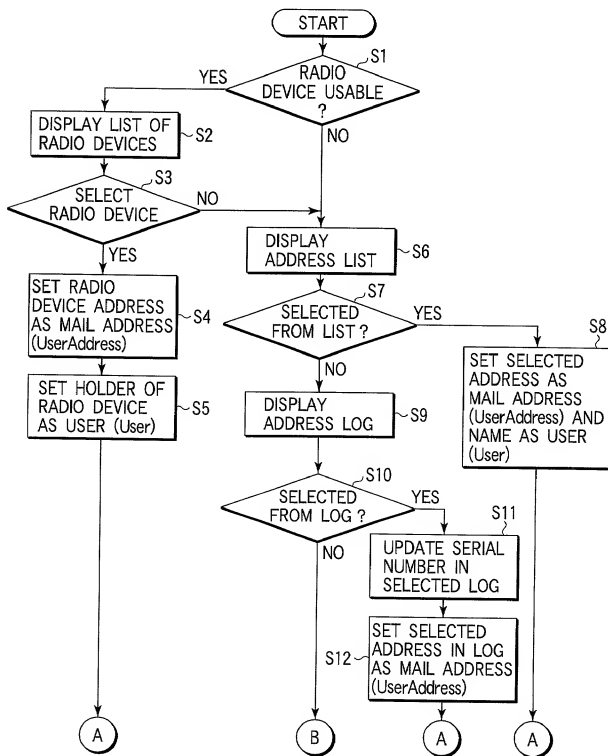 START
S1
YES
RADIO
DEVICE USABLE
?
NO
DISPLAY LIST OF
RADIO DEVICES
S2
S3
SELECT
RADIO DEVICE
NO
YES
DISPLAY
ADDRESS LIST
S6
SET RADIO
DEVICE ADDRESS
AS MAIL ADDRESS
(UserAddress)
S4
S7
SELECTED
FROM LIST?
YES
NO
S8
SET SELECTED
ADDRESS AS
MAIL ADDRESS
(UserAddress) AND
NAME AS USER
(User)
SET HOLDER OF
RADIO DEVICE
AS USER (User)
S5
DISPLAY
ADDRESS LOG
S9
S10
SELECTED
FROM LOG?
YES
NO
S11
UPDATE SERIAL
NUMBER IN
SELECTED LOG
SET SELECTED
ADDRESS IN LOG
AS MAIL ADDRESS
(UserAddress)
S12
A
B
A
A